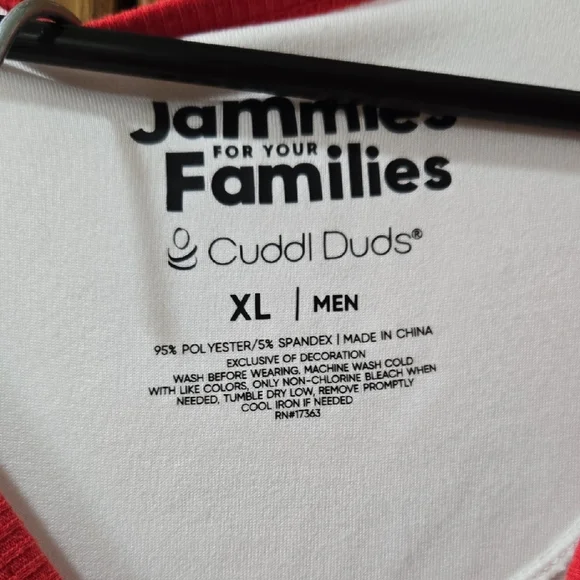 Jammies
FOR YOUR
Families
Cuddl Duds®
XL | MEN
95% POLYESTER/5% SPANDEX | MADE IN CHINA
EXCLUSIVE OF DECORATION
WASH BEFORE WEARING. MACHINE WASH COLD
WITH LIKE COLORS, ONLY NON-CHLORINE BLEACH WHEN
NEEDED, TUMBLE DRY LOW, REMOVE PROMPTLY
COOL IRON IF NEEDED
RN#17363